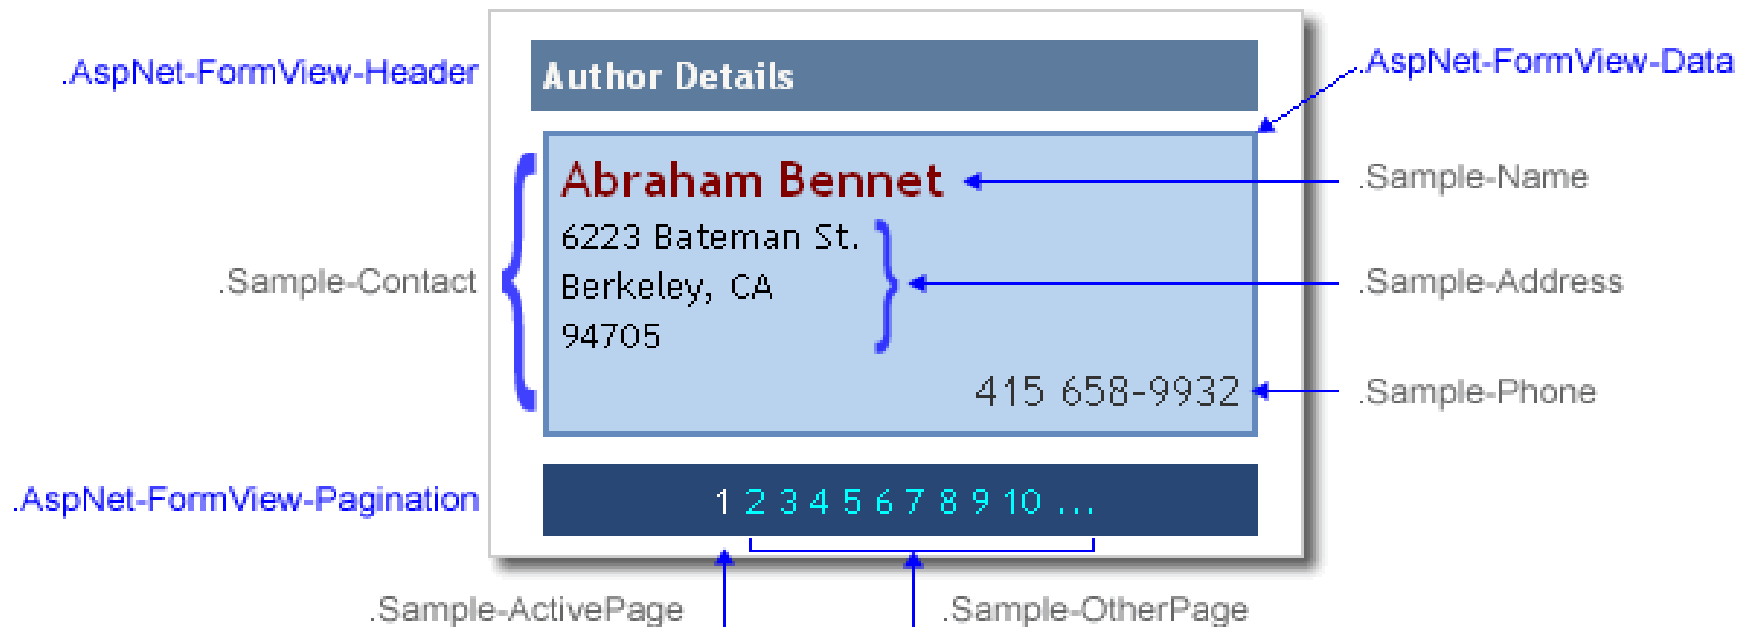 .AspNet-FormView-Header
Author Details
.AspNet-FormView-Data
Abraham Bennet
.Sample-Name
6223 Bateman St.
Berkeley, CA
94705
.Sample-Contact
.Sample-Address
415 658-9932
.Sample-Phone
.AspNet-FormView-Pagination
1 2 3 4 5 6 7 8 9 10 ...
.Sample-ActivePage
.Sample-OtherPage